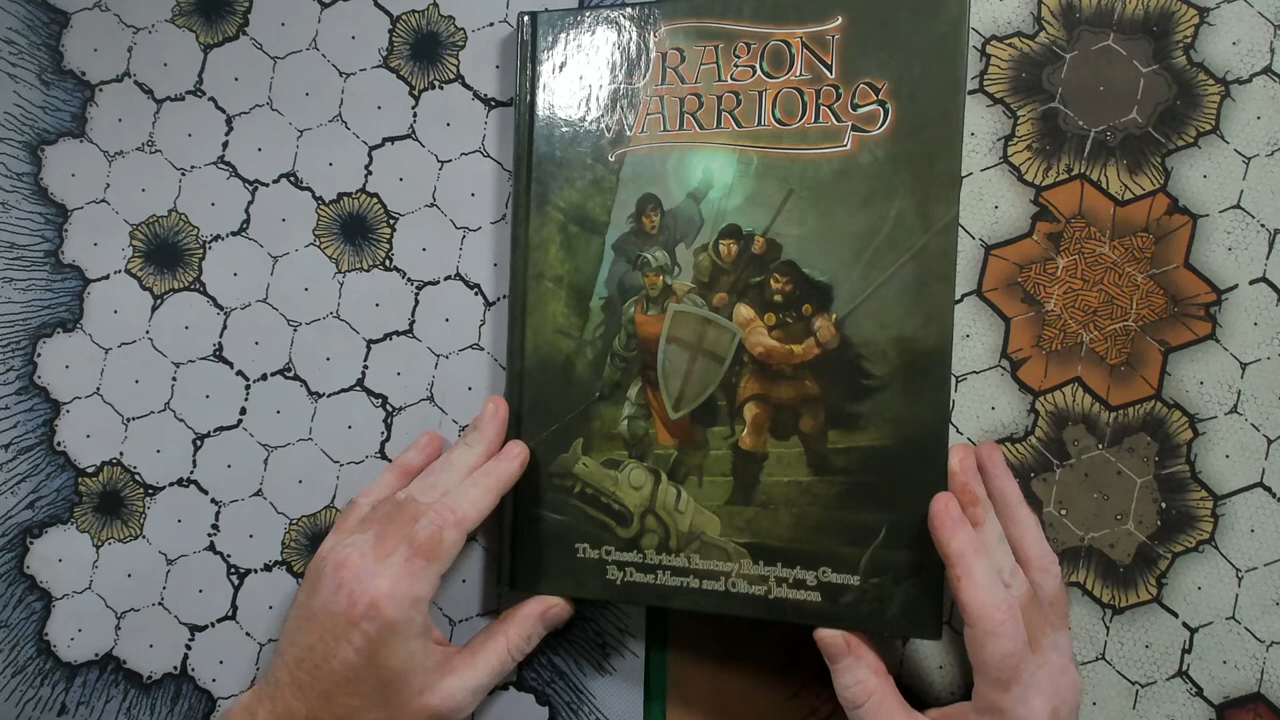 DRAGON
WARRIORS
The Classic British Fantasy Roleplaying Game
By Dave Morris and Oliver Johnson